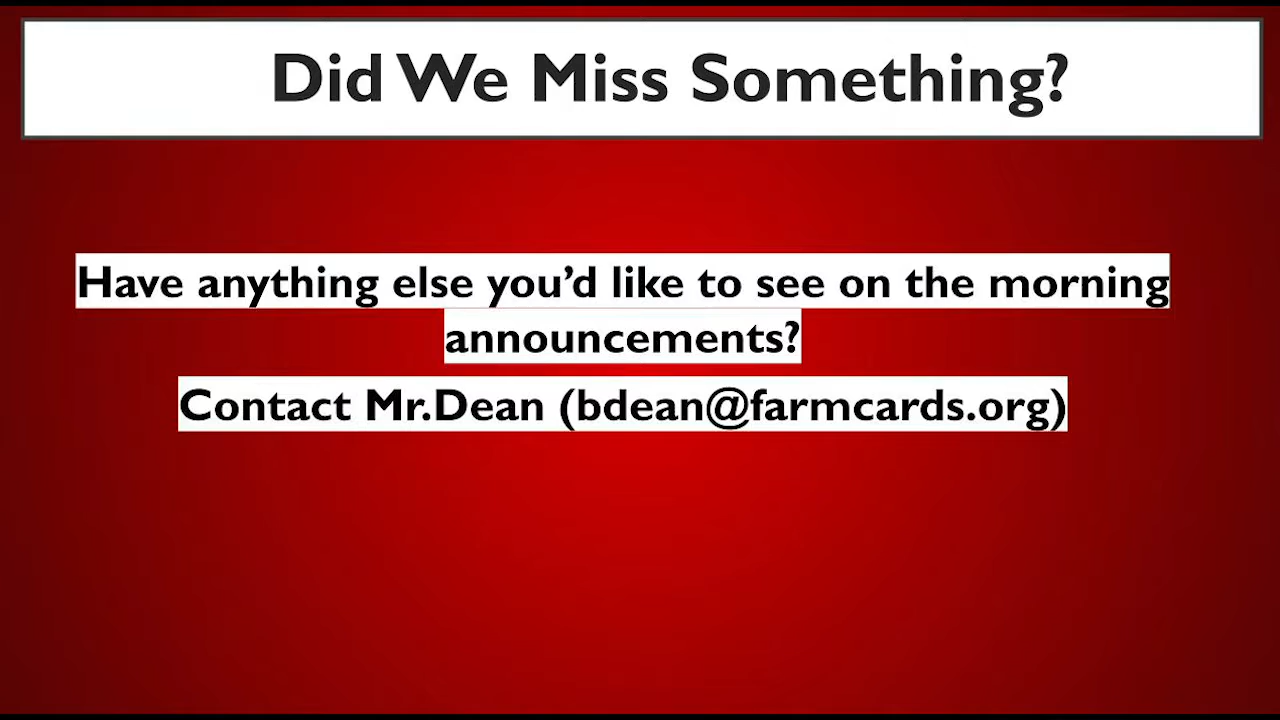 Did We Miss Something?
Have anything else you’d like to see on the morning
announcements?
Contact Mr.Dean (bdean@farmcards.org)